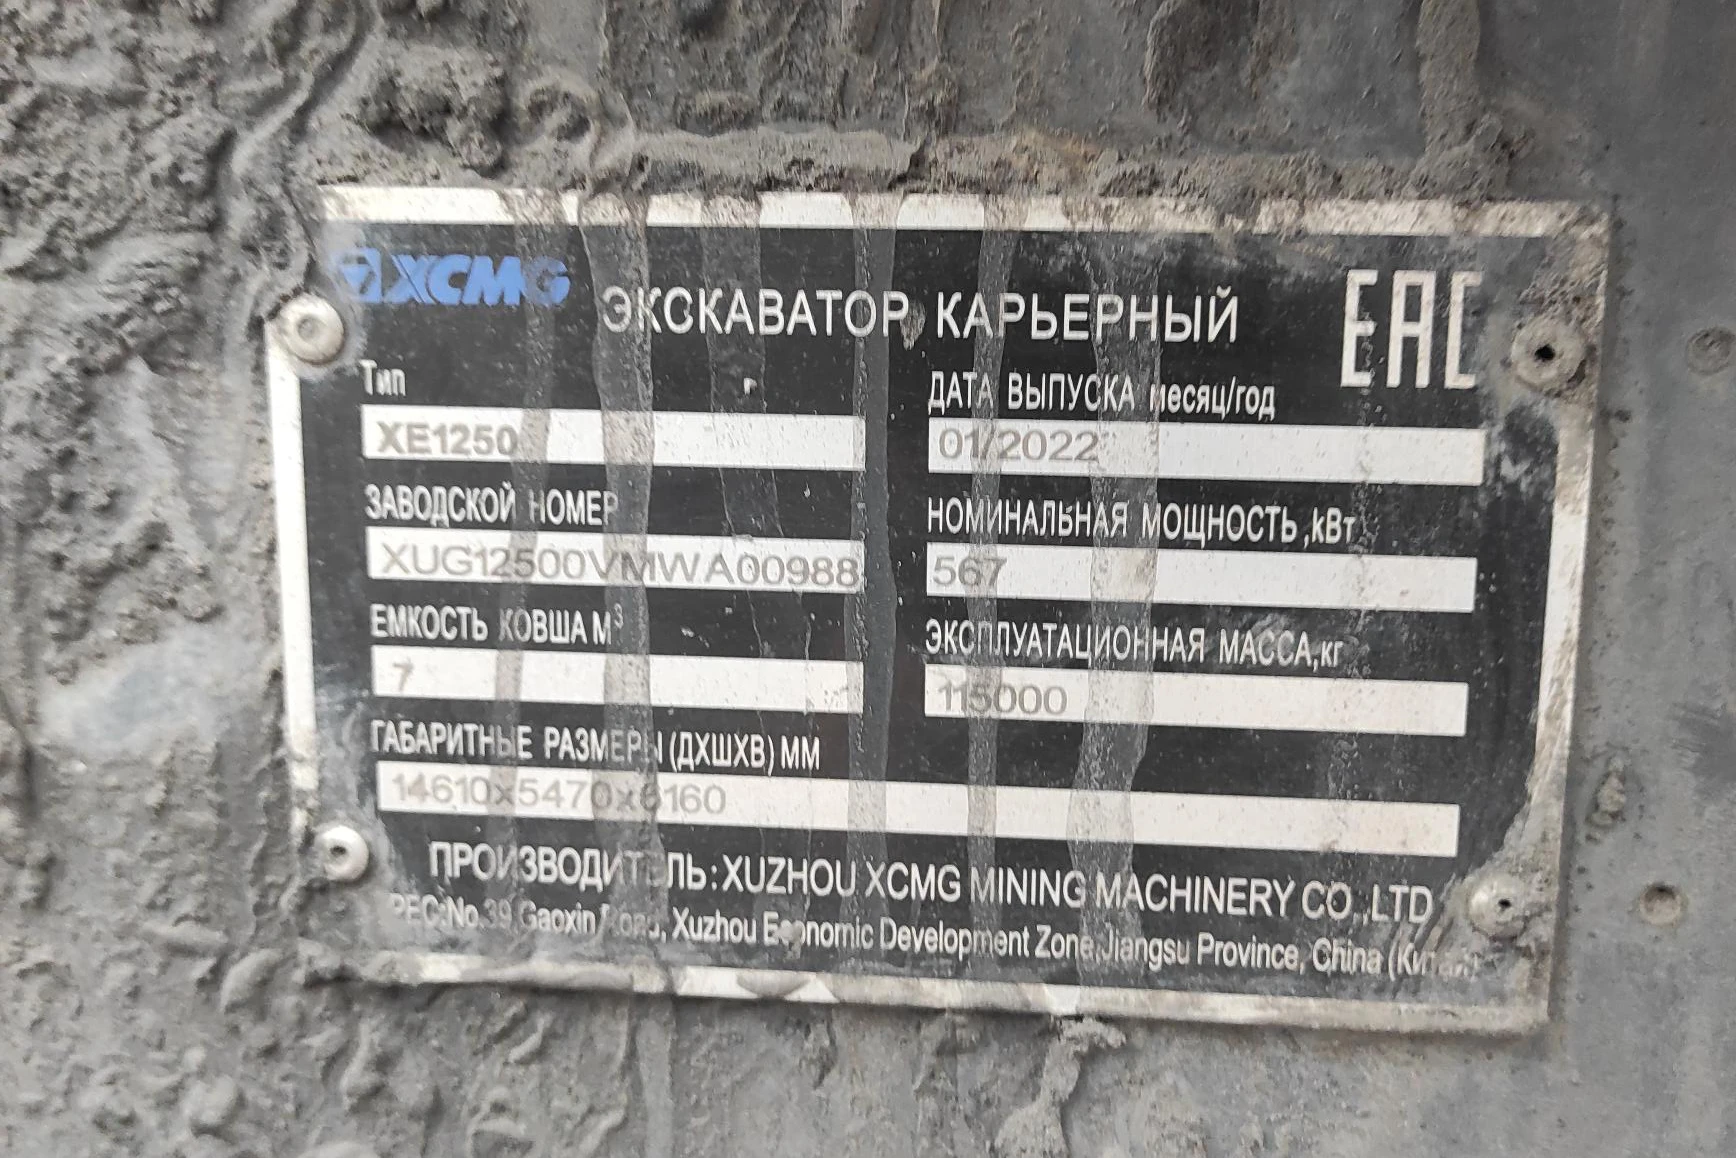 XCMG
ЭКСКАВАТОР КАРЬЕРНЫЙ
EAC
Тип
XE1250
ДАТА ВЫПУСКА месяц/год
01/2022
ЗАВОДСКОЙ НОМЕР
XUG12500VMWA00988
НОМИНАЛЬНАЯ МОЩНОСТЬ,кВт
567
ЕМКОСТЬ КОВША М³
7
ЭКСПЛУАТАЦИОННАЯ МАССА,кг
115000
ГАБАРИТНЫЕ РАЗМЕРЫ (ДХШХВ) ММ
14610x5470x6160
ПРОИЗВОДИТЕЛЬ: XUZHOU XCMG MINING MACHINERY CO.,LTD
No.39 Gaoxin Road, Xuzhou Economic Development Zone,Jiangsu Province, China (Китай)